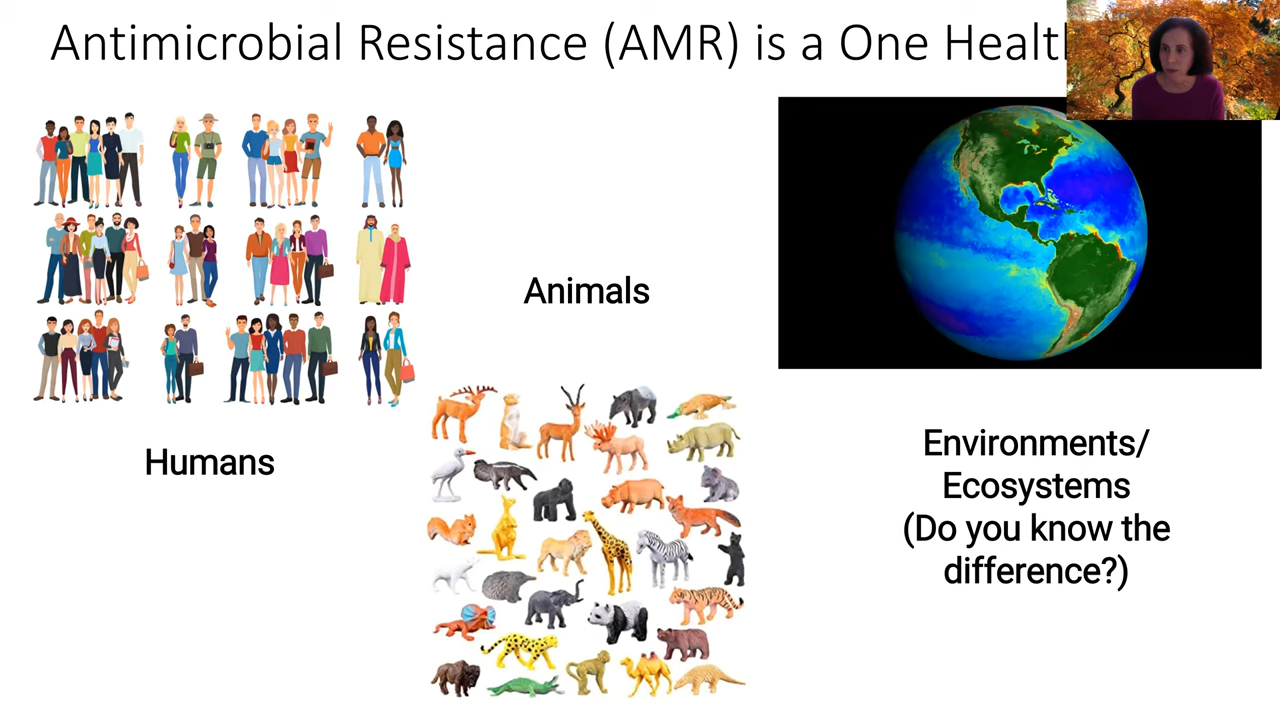 Antimicrobial Resistance (AMR) is a One Healt
Humans
Animals
Environments/
Ecosystems
(Do you know the
difference?)